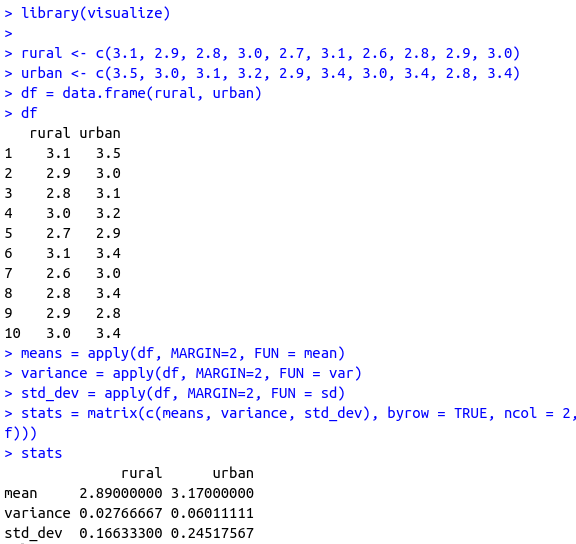 > library(visualize)
>
> rural <- c(3.1, 2.9, 2.8, 3.0, 2.7, 3.1, 2.6, 2.8, 2.9, 3.0)
> urban <- c(3.5, 3.0, 3.1, 3.2, 2.9, 3.4, 3.0, 3.4, 2.8, 3.4)
> df = data.frame(rural, urban)
> df
   rural urban
1    3.1   3.5
2    2.9   3.0
3    2.8   3.1
4    3.0   3.2
5    2.7   2.9
6    3.1   3.4
7    2.6   3.0
8    2.8   3.4
9    2.9   2.8
10   3.0   3.4
> means = apply(df, MARGIN=2, FUN = mean)
> variance = apply(df, MARGIN=2, FUN = var)
> std_dev = apply(df, MARGIN=2, FUN = sd)
> stats = matrix(c(means, variance, std_dev), byrow = TRUE, ncol = 2,
f)))
> stats
              rural      urban
mean     2.89000000 3.17000000
variance 0.02766667 0.06011111
std_dev  0.16633300 0.24517567